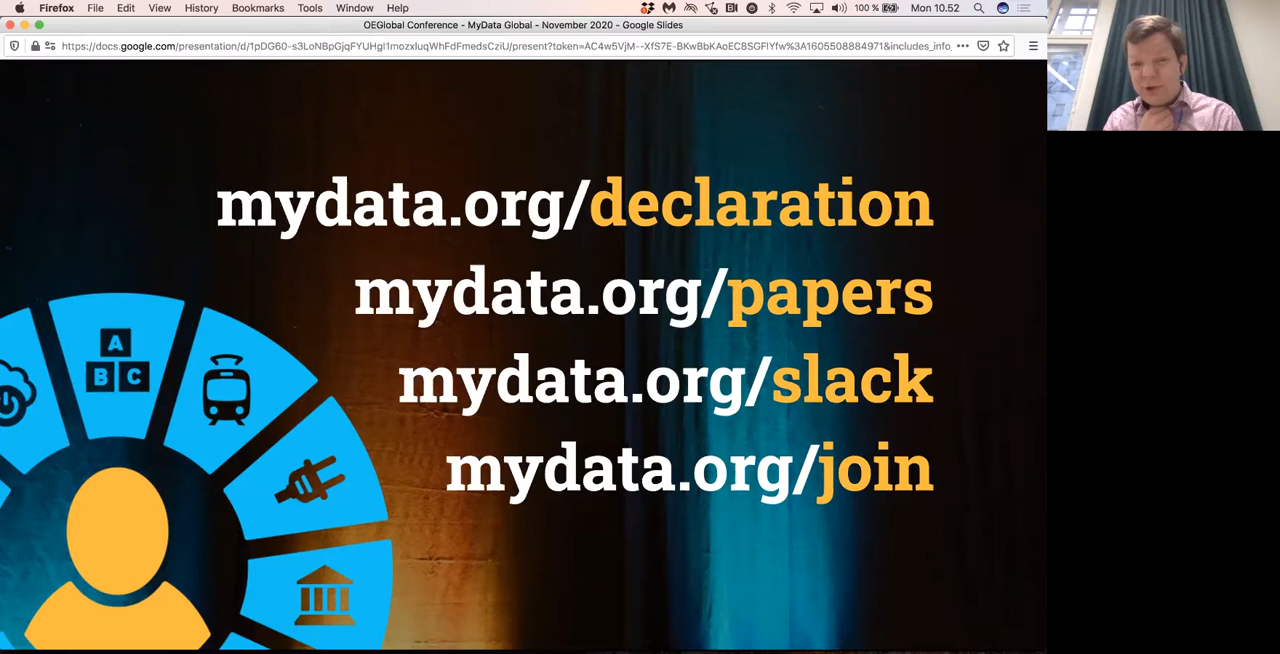 Firefox File Edit View History Bookmarks Tools Window Help 100 % Mon 10.52
OEGlobal Conference - MyData Global - November 2020 - Google Slides
mydata.org/declaration
mydata.org/papers
mydata.org/slack
mydata.org/join
A
B C